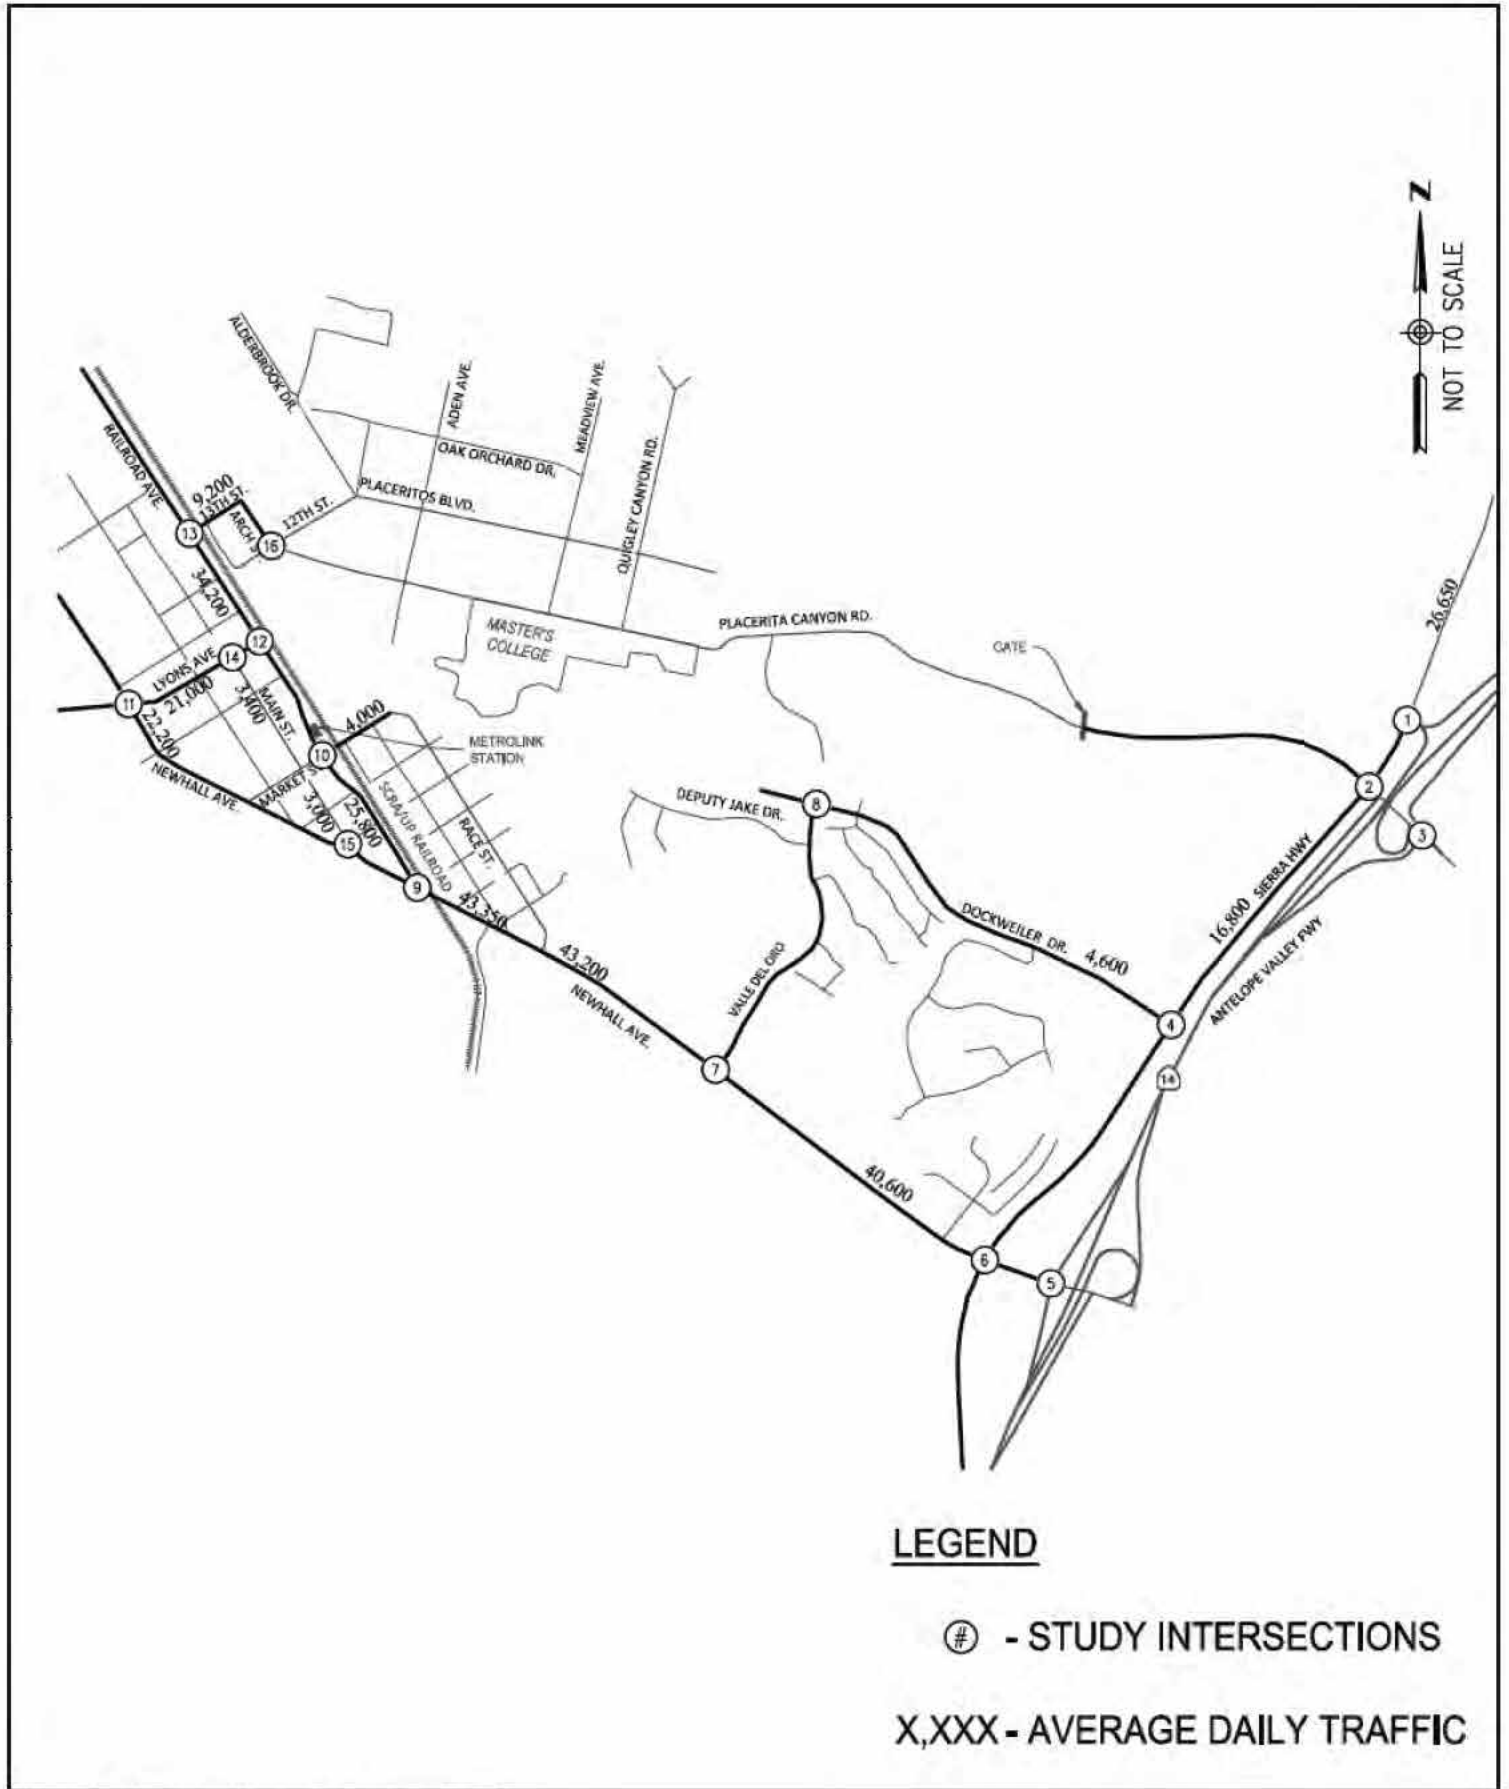 N
NOT TO SCALE
ALDERBROOK DR.
ADEN AVE.
MEADVIEW AVE.
OAK ORCHARD DR.
QUIGLEY CANYON RD.
PLACERITOS BLVD.
RAILROAD AVE.
9,200
13TH ST.
ARCH
12TH ST.
13
16
34,200
26,650
MASTER'S
COLLEGE
PLACERITA CANYON RD.
GATE
12
14
LYONS AVE.
21,000
3,400
MAIN ST.
11
22,200
4,000
METROLINK
STATION
10
1
2
3
NEWHALL AVE.
MARKET S
3,000
25,800
SCRA/UP RAILROAD
RACE ST.
15
9
43,350
DEPUTY JAKE DR.
8
SIERRA HWY
16,800
DOCKWEILER DR.
4,600
ANTELOPE VALLEY FWY
43,200
NEWHALL AVE.
VALLE DEL ORO
4
14
7
40,600
6
5
LEGEND
# - STUDY INTERSECTIONS
X,XXX - AVERAGE DAILY TRAFFIC